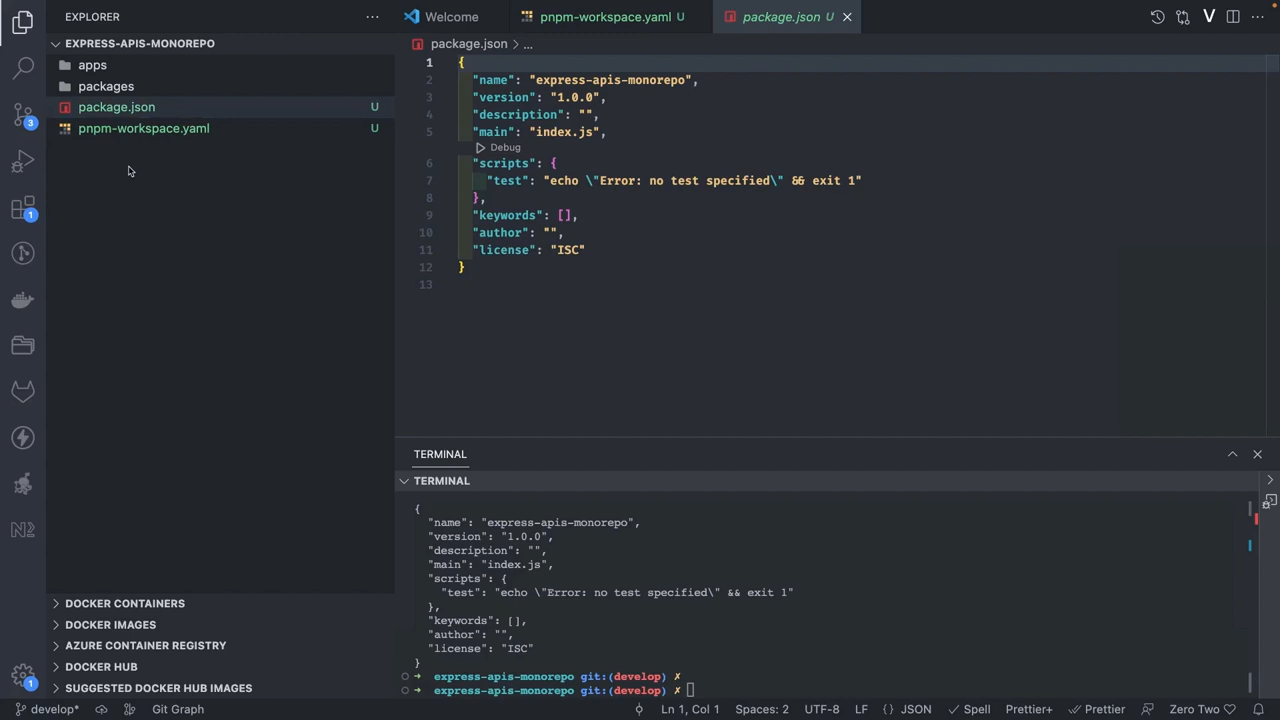 EXPLORER
Welcome
pnpm-workspace.yaml U
package.json U
EXPRESS-APIS-MONOREPO
apps
packages
package.json U
pnpm-workspace.yaml U
package.json > ...
1 {
2 "name": "express-apis-monorepo",
3 "version": "1.0.0",
4 "description": "",
5 "main": "index.js",
Debug
6 "scripts": {
7 "test": "echo \"Error: no test specified\" && exit 1"
8 },
9 "keywords": [],
10 "author": "",
11 "license": "ISC"
12 }
13
3
1
N2
1
DOCKER CONTAINERS
DOCKER IMAGES
AZURE CONTAINER REGISTRY
DOCKER HUB
SUGGESTED DOCKER HUB IMAGES
TERMINAL
TERMINAL
{
"name": "express-apis-monorepo",
"version": "1.0.0",
"description": "",
"main": "index.js",
"scripts": {
"test": "echo \"Error: no test specified\" && exit 1"
},
"keywords": [],
"author": "",
"license": "ISC"
}
➜ express-apis-monorepo git:(develop) ✗
➜ express-apis-monorepo git:(develop) ✗
develop* Git Graph Ln 1, Col 1 Spaces: 2 UTF-8 LF {} JSON Spell Prettier+ Prettier Zero Two